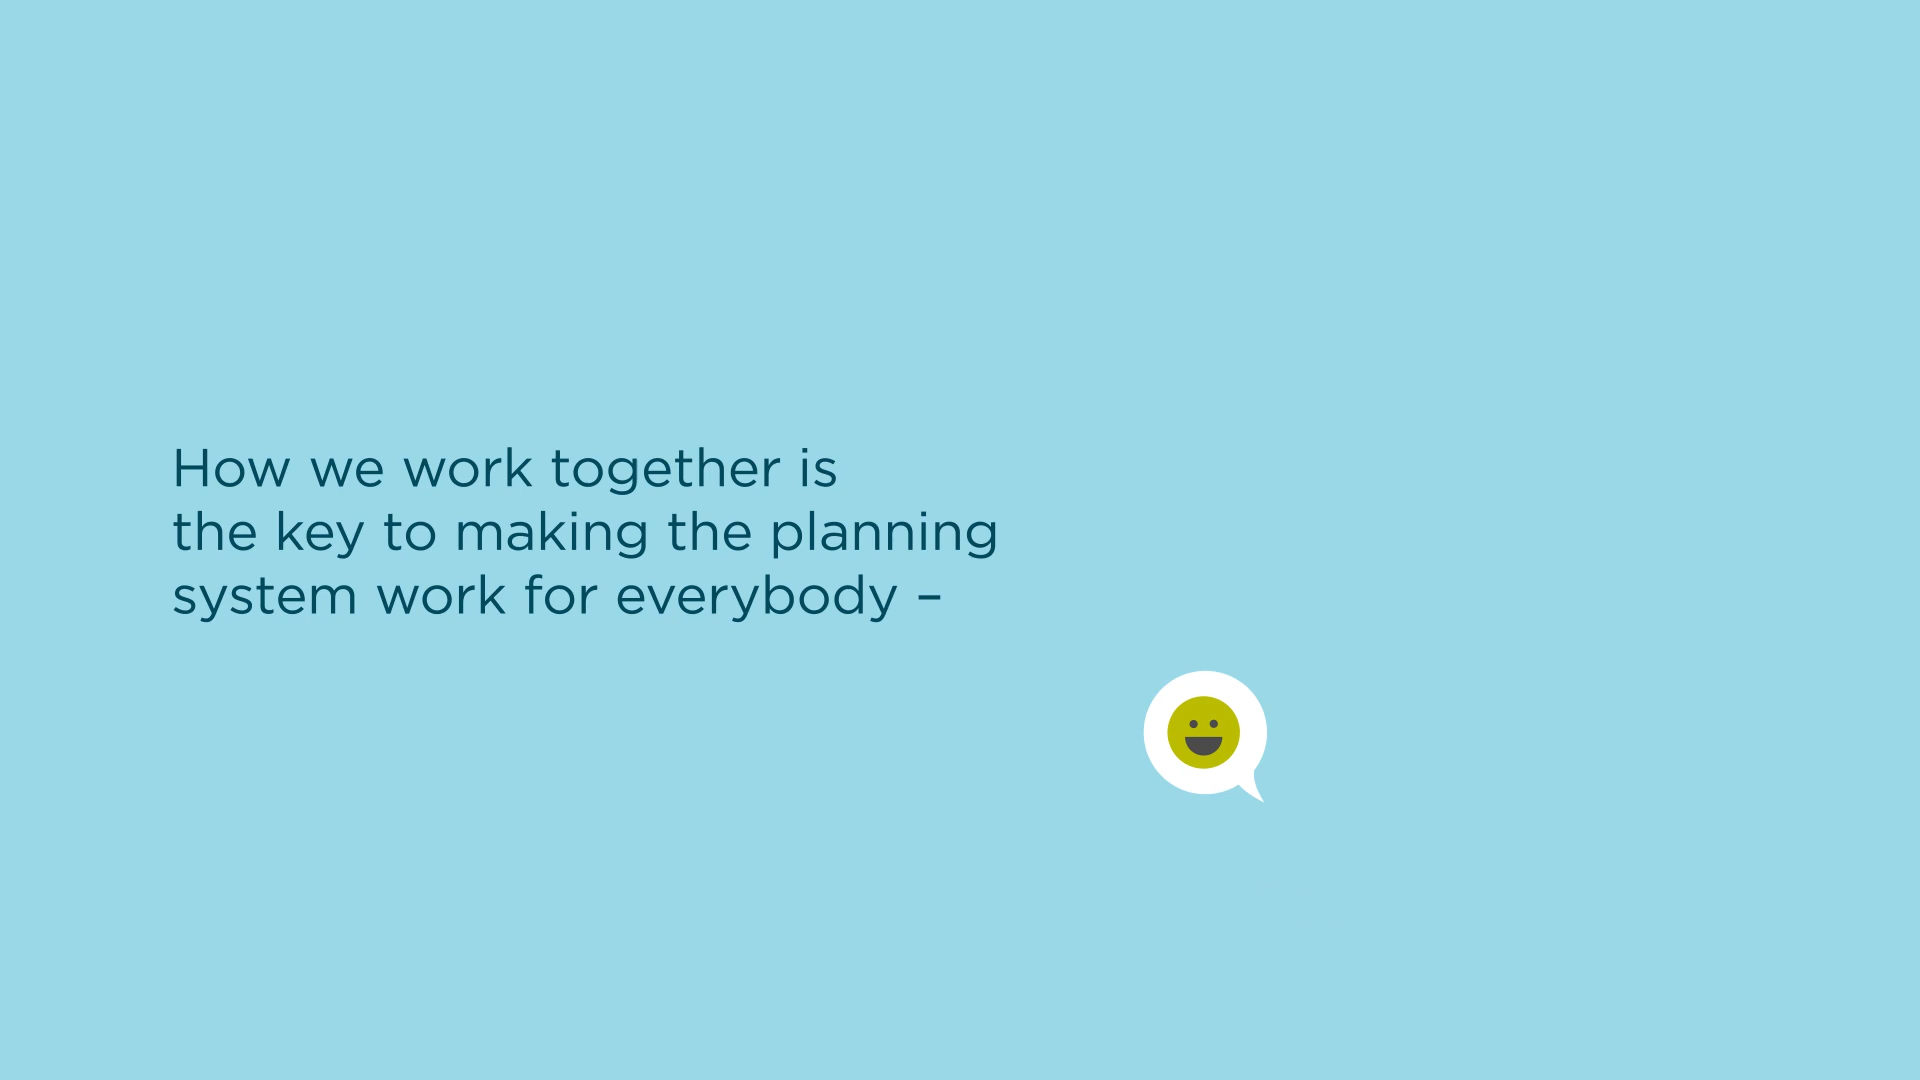 How we work together is
the key to making the planning
system work for everybody –